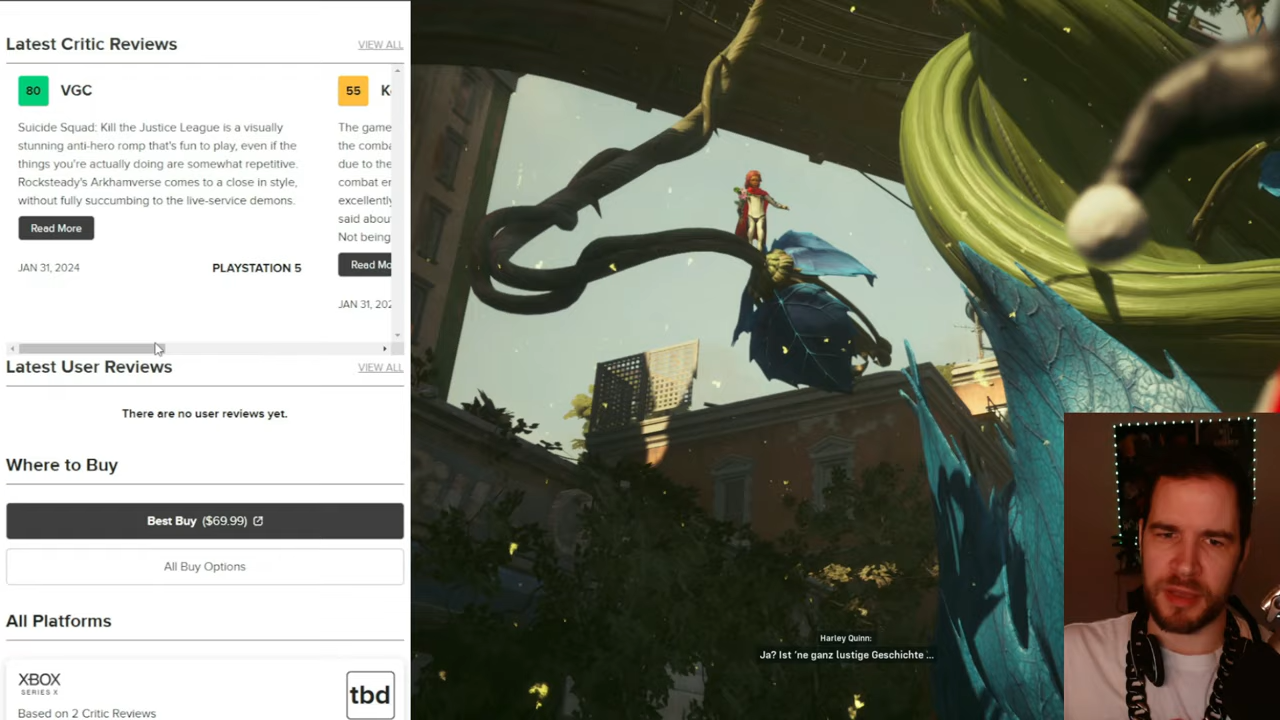 Latest Critic Reviews
VIEW ALL
80 VGC
Suicide Squad: Kill the Justice League is a visually
stunning anti-hero romp that's fun to play, even if the
things you're actually doing are somewhat repetitive.
Rocksteady's Arkhamverse comes to a close in style,
without fully succumbing to the live-service demons.
Read More
JAN 31, 2024 PLAYSTATION 5
55 K
The game
the comba
due to the
combat en
excellently
said abou
Not being
Read Mo
JAN 31, 202
Latest User Reviews
VIEW ALL
There are no user reviews yet.
Where to Buy
Best Buy ($69.99)
All Buy Options
All Platforms
XBOX
SERIES X
tbd
Based on 2 Critic Reviews
Harley Quinn:
Ja? Ist 'ne ganz lustige Geschichte ...